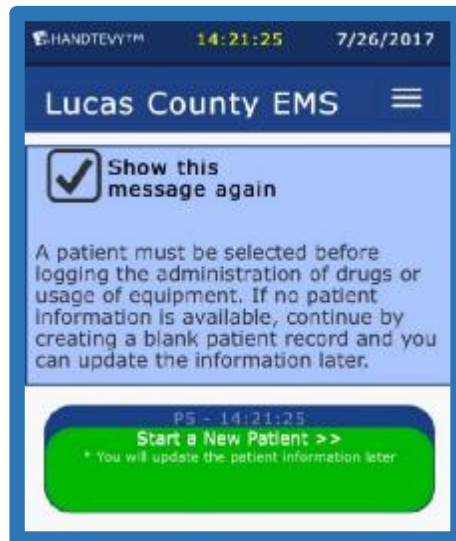 HANDTEVY™ 14:21:25 7/26/2017
Lucas County EMS
Show this
message again
A patient must be selected before
logging the administration of drugs or
usage of equipment. If no patient
information is available, continue by
creating a blank patient record and you
can update the information later.
PS - 14:21:25
Start a New Patient >>
* You will update the patient information later